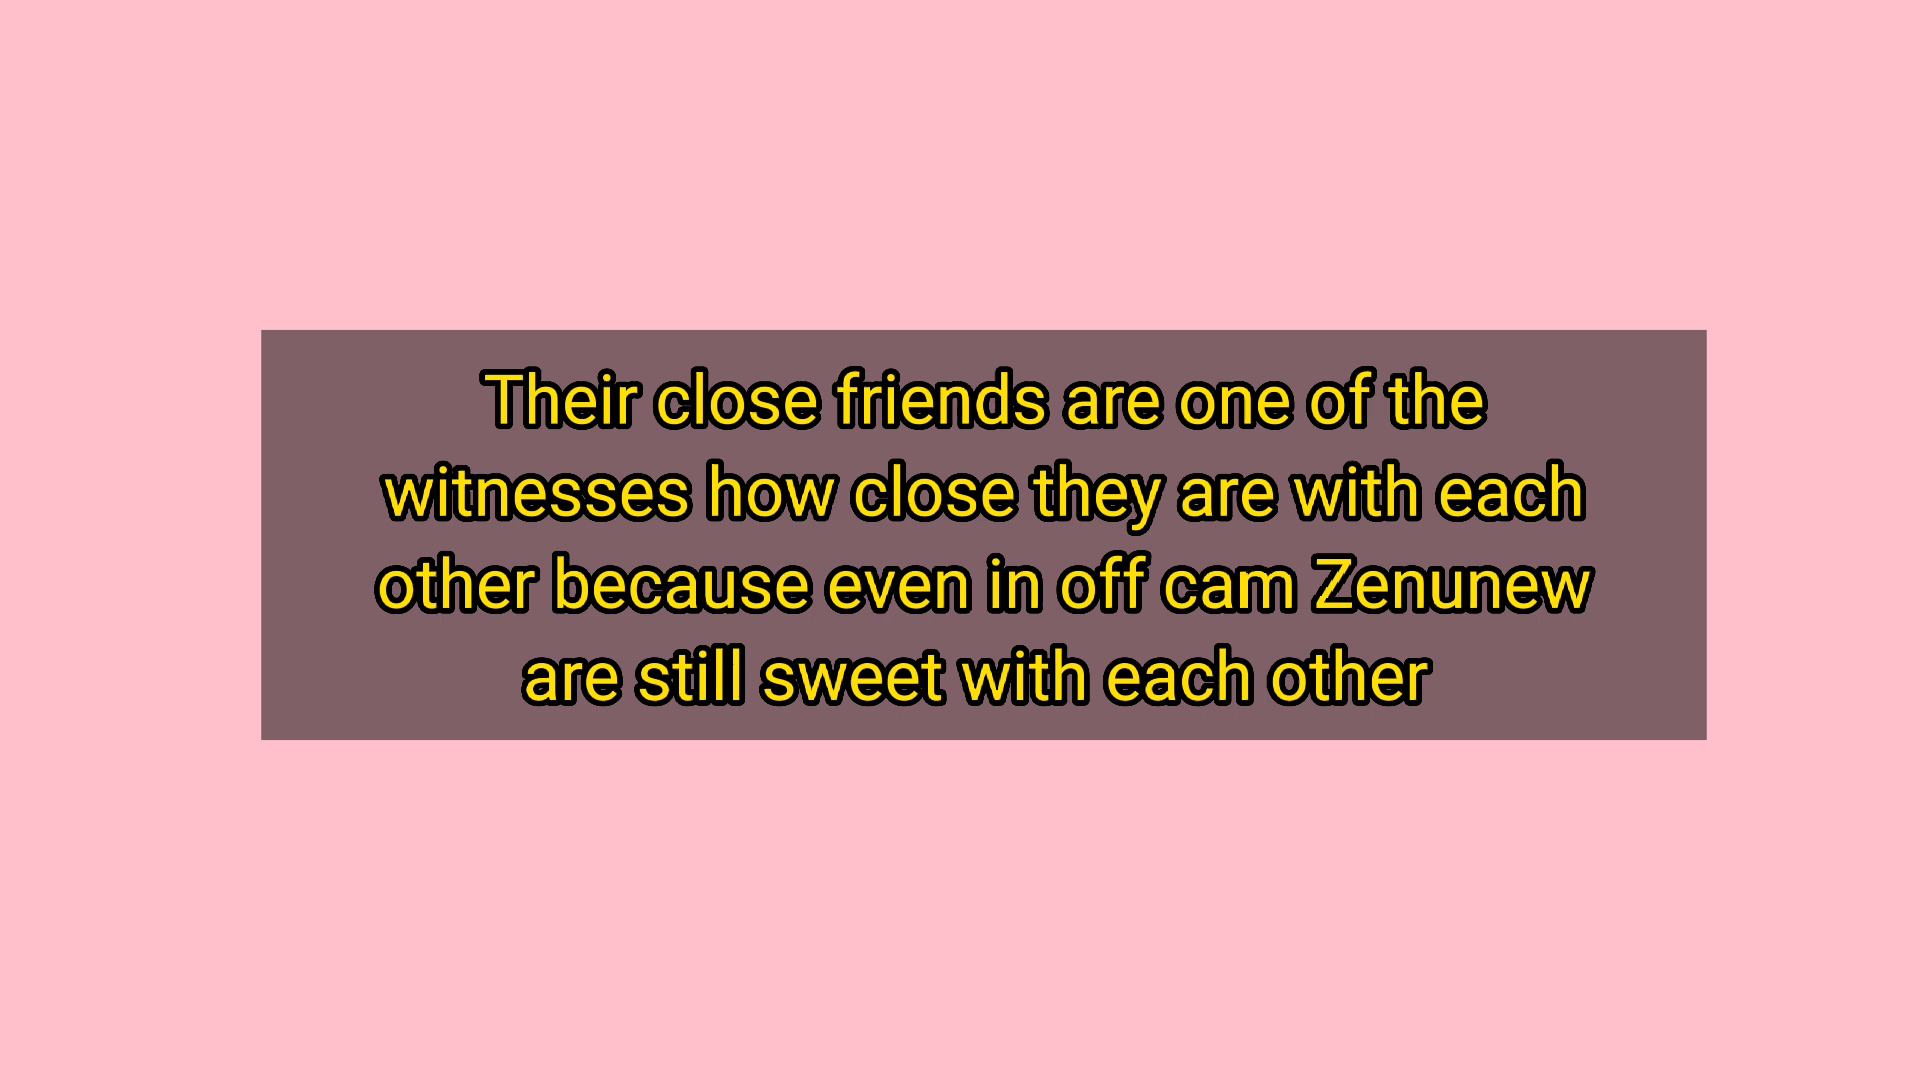 Their close friends are one of the
witnesses how close they are with each
other because even in off cam Zenunew
are still sweet with each other